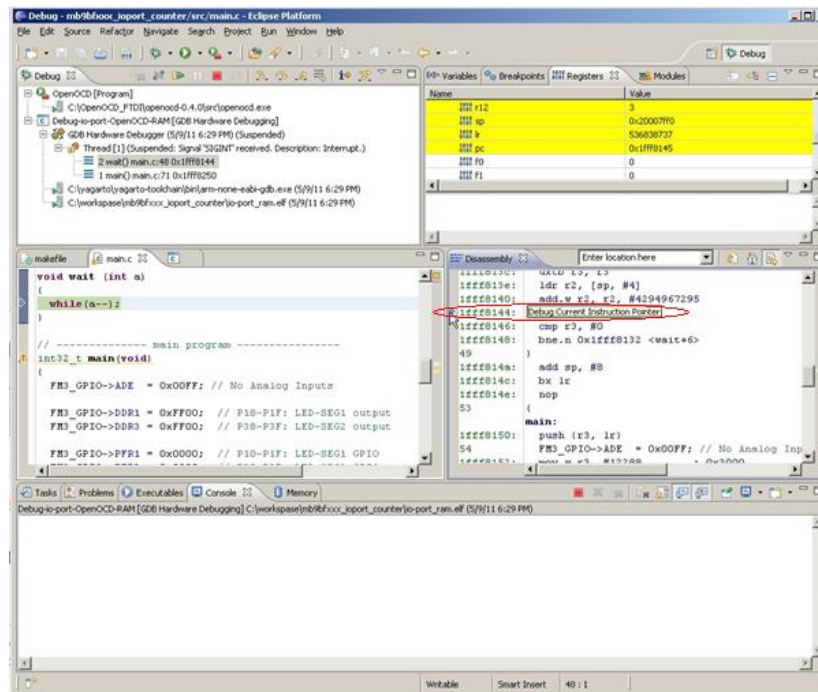 Debug - mb9bfxxx_ioport_counter/src/main.c - Eclipse Platform
File Edit Source Refactor Navigate Search Project Run Window Help
Debug
Debug
OpenOCD [Program]
C:\OpenOCD_FTDI\openocd-0.4.0\src\openocd.exe
Debug-io-port-OpenOCD-RAM [GDB Hardware Debugging]
GDB Hardware Debugger (5/9/11 6:29 PM) (Suspended)
Thread [1] (Suspended: Signal 'SIGINT' received. Description: Interrupt.)
2 wait() main.c:48 0x1fff8144
1 main() main.c:71 0x1fff8250
C:\yagarto\yagarto-toolchain\bin\arm-none-eabi-gdb.exe (5/9/11 6:29 PM)
C:\workspase\mb9bfxxx_ioport_counter\io-port_ram.elf (5/9/11 6:29 PM)
Variables Breakpoints Registers Modules
Name Value
r12 3
sp 0x20007ff0
lr 536838737
pc 0x1fff8145
f0 0
f1 0
makefile main.c
void wait (int a)
{
while(a--);
}
// --------------- main program ----------------
int32_t main(void)
{
FM3_GPIO->ADE = 0x00FF; // No Analog Inputs
FM3_GPIO->DDR1 = 0xFF00; // P18-P1F: LED-SEG1 output
FM3_GPIO->DDR3 = 0xFF00; // P38-P3F: LED-SEG2 output
FM3_GPIO->PFR1 = 0x0000; // P10-P1F: LED-SEG1 GPIO
Disassembly Enter location here
1fff813c: uxtb r3, r3
1fff813e: ldr r2, [sp, #4]
1fff8140: add.w r2, r2, #4294967295
1fff8144: Debug Current Instruction Pointer
1fff8146: cmp r3, #0
1fff8148: bne.n 0x1fff8132 <wait+6>
49 }
1fff814a: add sp, #8
1fff814c: bx lr
1fff814e: nop
53 {
main:
1fff8150: push {r3, lr}
54 FM3_GPIO->ADE = 0x00FF; // No Analog Inp
1fff8152: mov.w r3, #12288 ; 0x3000
Tasks Problems Executables Console Memory
Debug-io-port-OpenOCD-RAM [GDB Hardware Debugging] C:\workspase\mb9bfxxx_ioport_counter\io-port_ram.elf (5/9/11 6:29 PM)
Writable Smart Insert 48 : 1